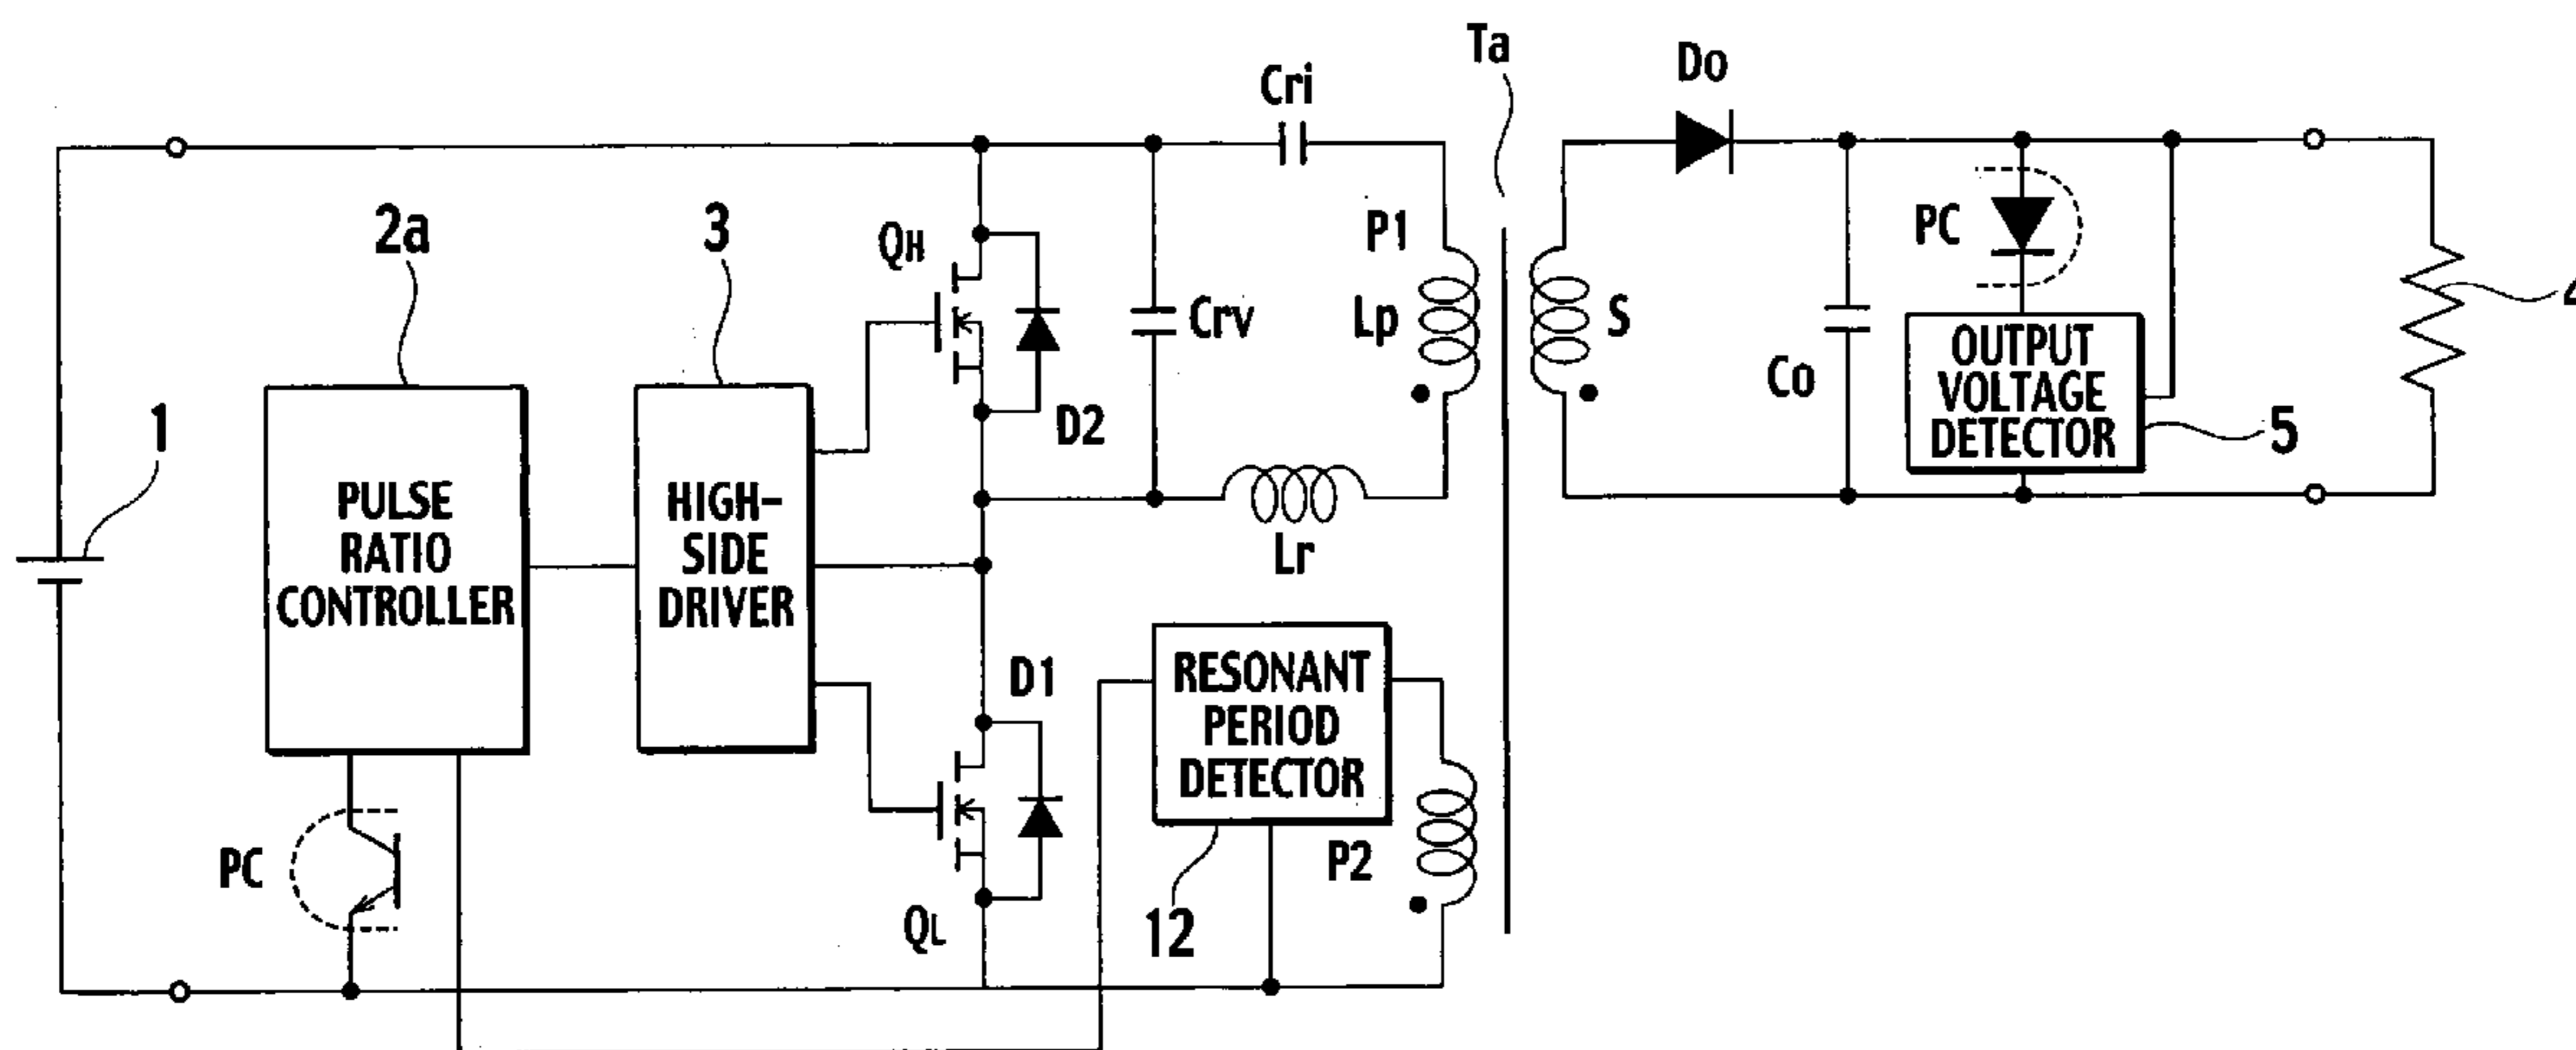 Ta
Do
Cri
2a
3
QH
P1
PC
Crv
Lp
S
4
1
D2
Co
OUTPUT
VOLTAGE
DETECTOR
5
PULSE
RATIO
CONTROLLER
HIGH-
SIDE
DRIVER
Lr
D1
RESONANT
PERIOD
DETECTOR
PC
P2
QL
12